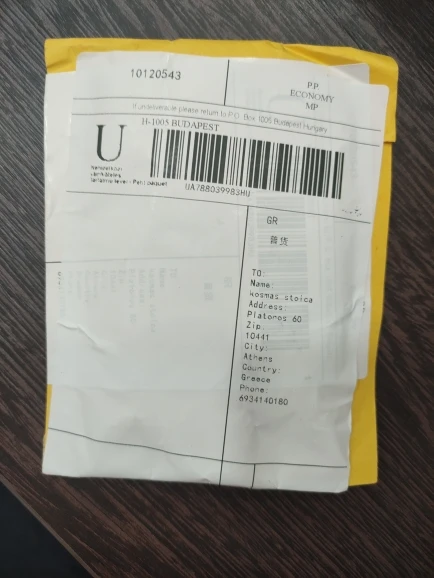 10120543
P.P.
ECONOMY
MP
If undeliverable please return to P.O. Box 1005 Budapest Hungary
H-1005 BUDAPEST
U
Nemzetközi
UA788039983HU
GR
普货
TO:
Name:
kosmas stoica
Address:
Platonos 60
Zip:
10441
City:
Athens
Country:
Greece
Phone:
6934140180